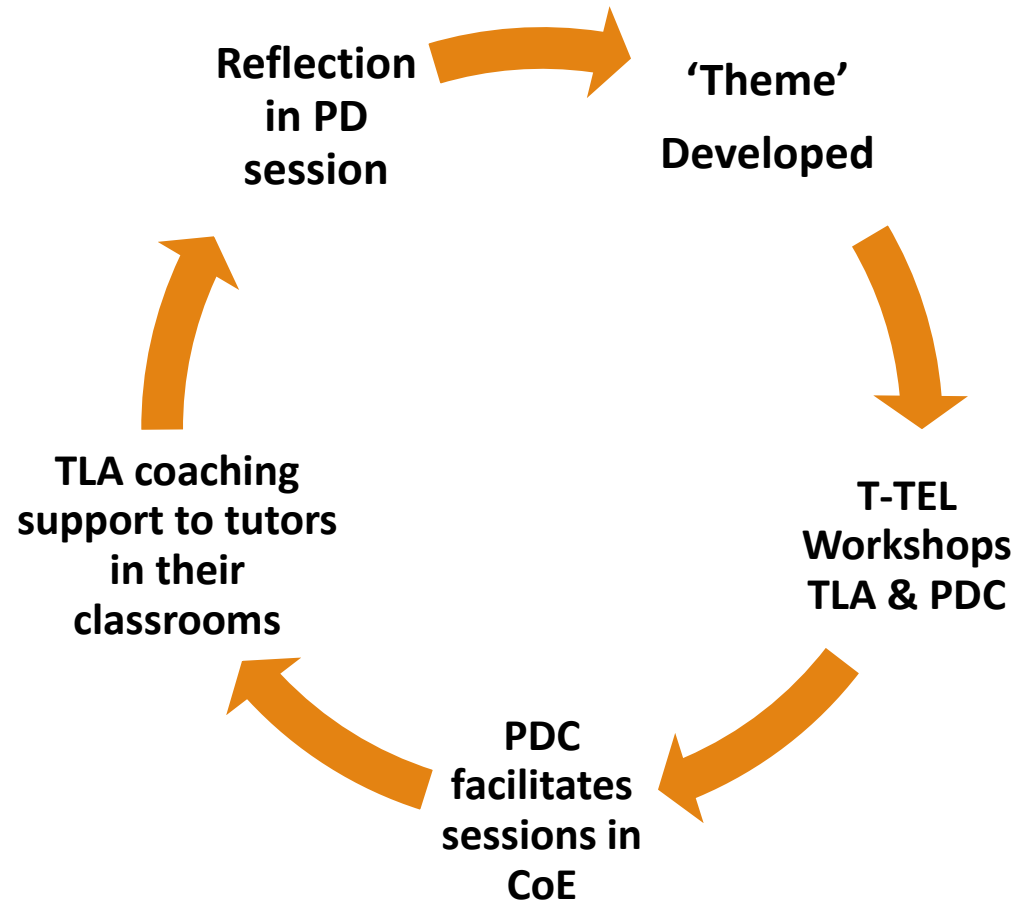 Reflection
in PD
session
‘Theme’
Developed
T-TEL
Workshops
TLA & PDC
PDC
facilitates
sessions in
CoE
TLA coaching
support to tutors
in their
classrooms